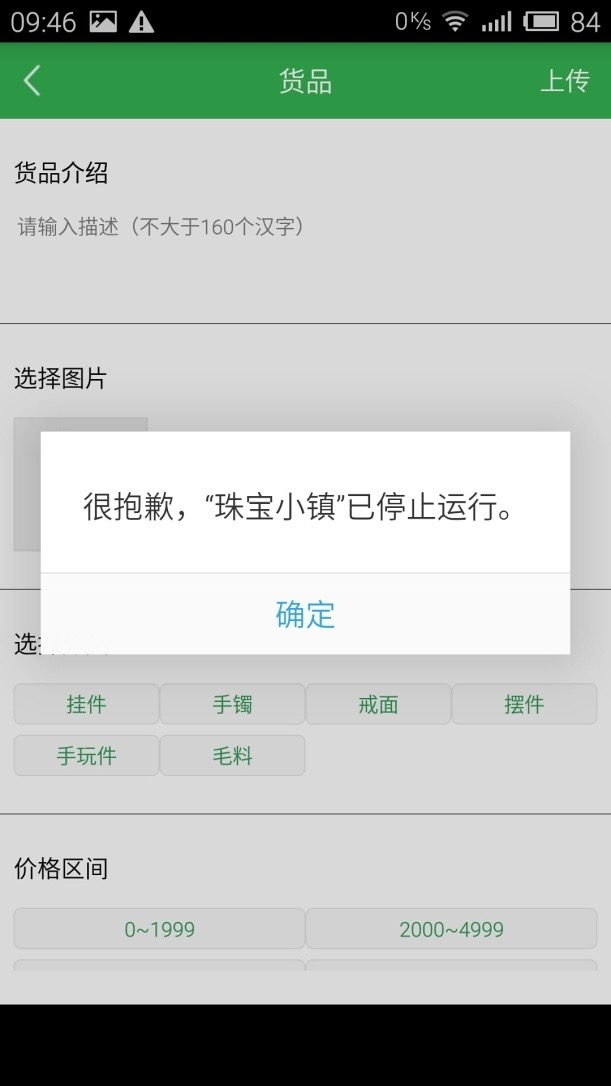 09:46
0K/s
84
货品
上传
货品介绍
请输入描述（不大于160个汉字）
选择图片
很抱歉，“珠宝小镇”已停止运行。
确定
选
挂件
手镯
戒面
摆件
手玩件
毛料
价格区间
0~1999
2000~4999